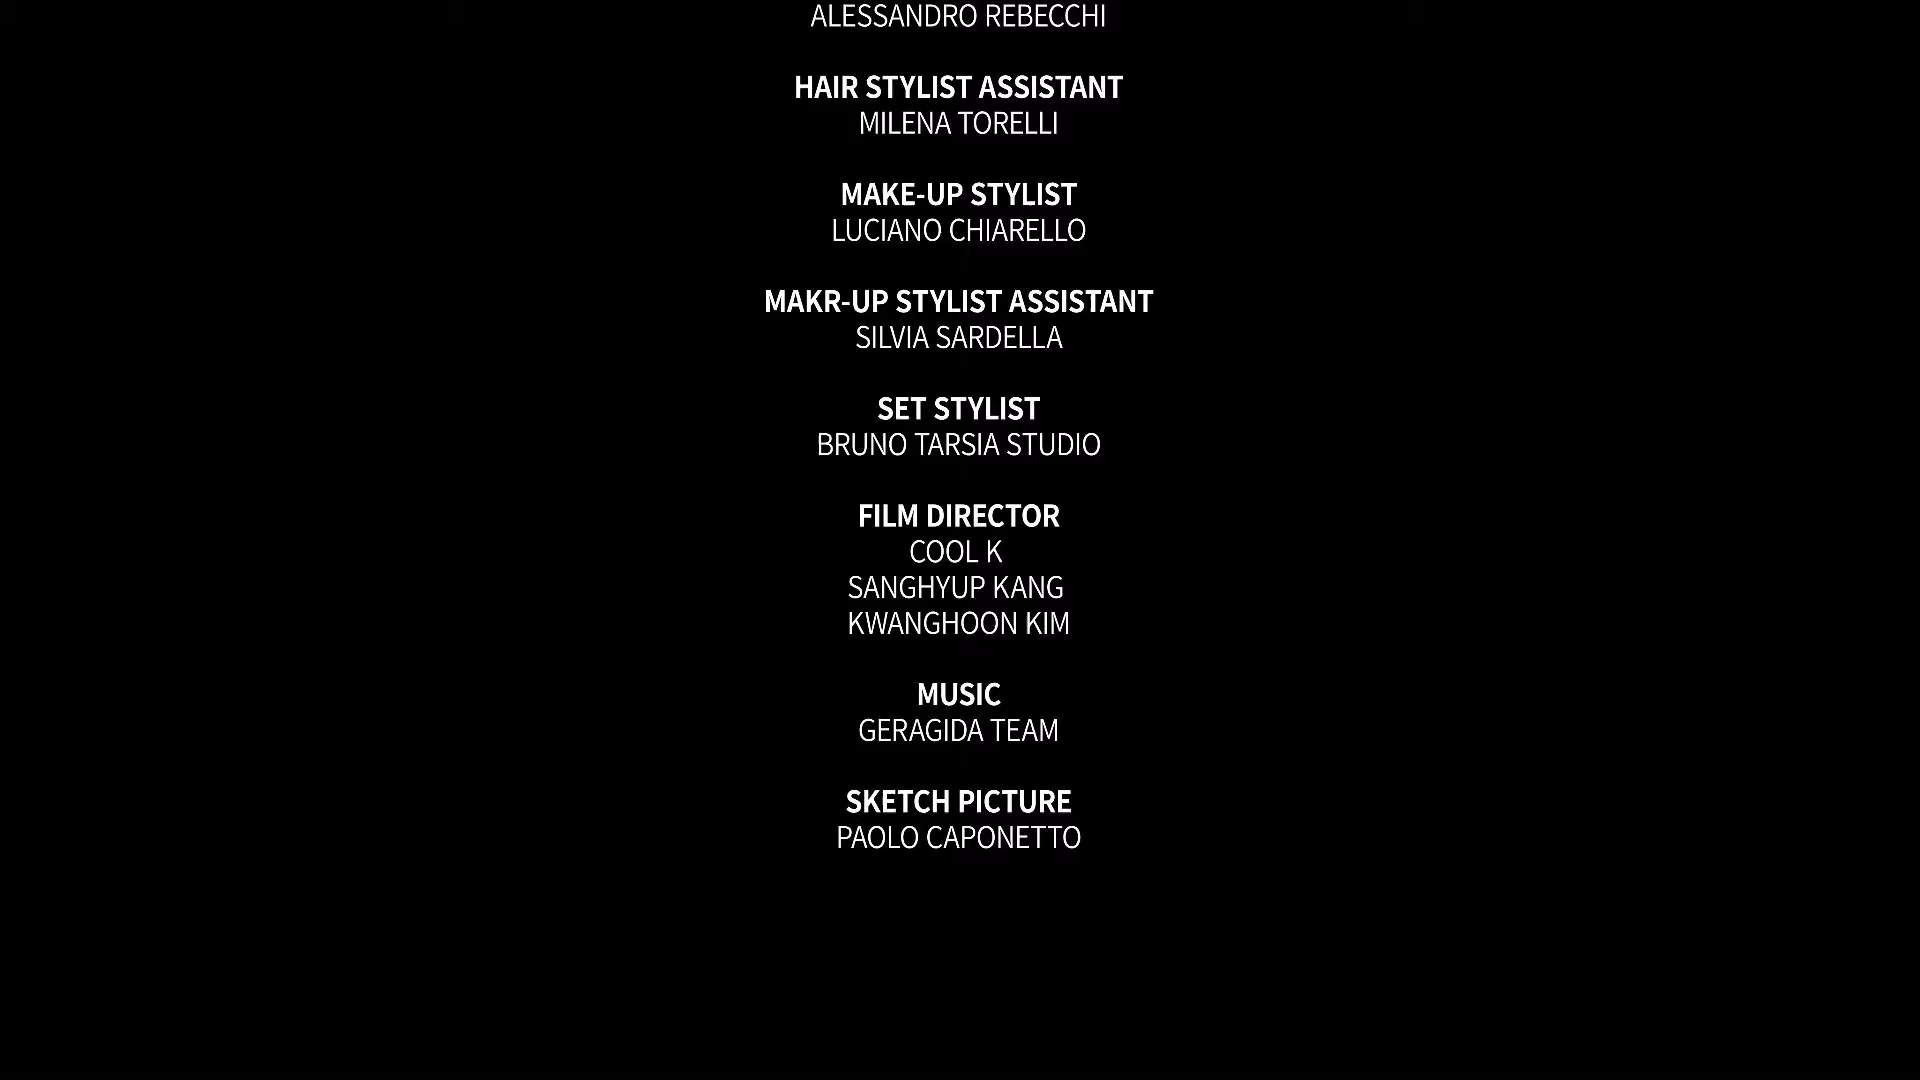 ALESSANDRO REBECCHI
HAIR STYLIST ASSISTANT
MILENA TORELLI
MAKE-UP STYLIST
LUCIANO CHIARELLO
MAKR-UP STYLIST ASSISTANT
SILVIA SARDELLA
SET STYLIST
BRUNO TARSIA STUDIO
FILM DIRECTOR
COOL K
SANGHYUP KANG
KWANGHOON KIM
MUSIC
GERAGIDA TEAM
SKETCH PICTURE
PAOLO CAPONETTO